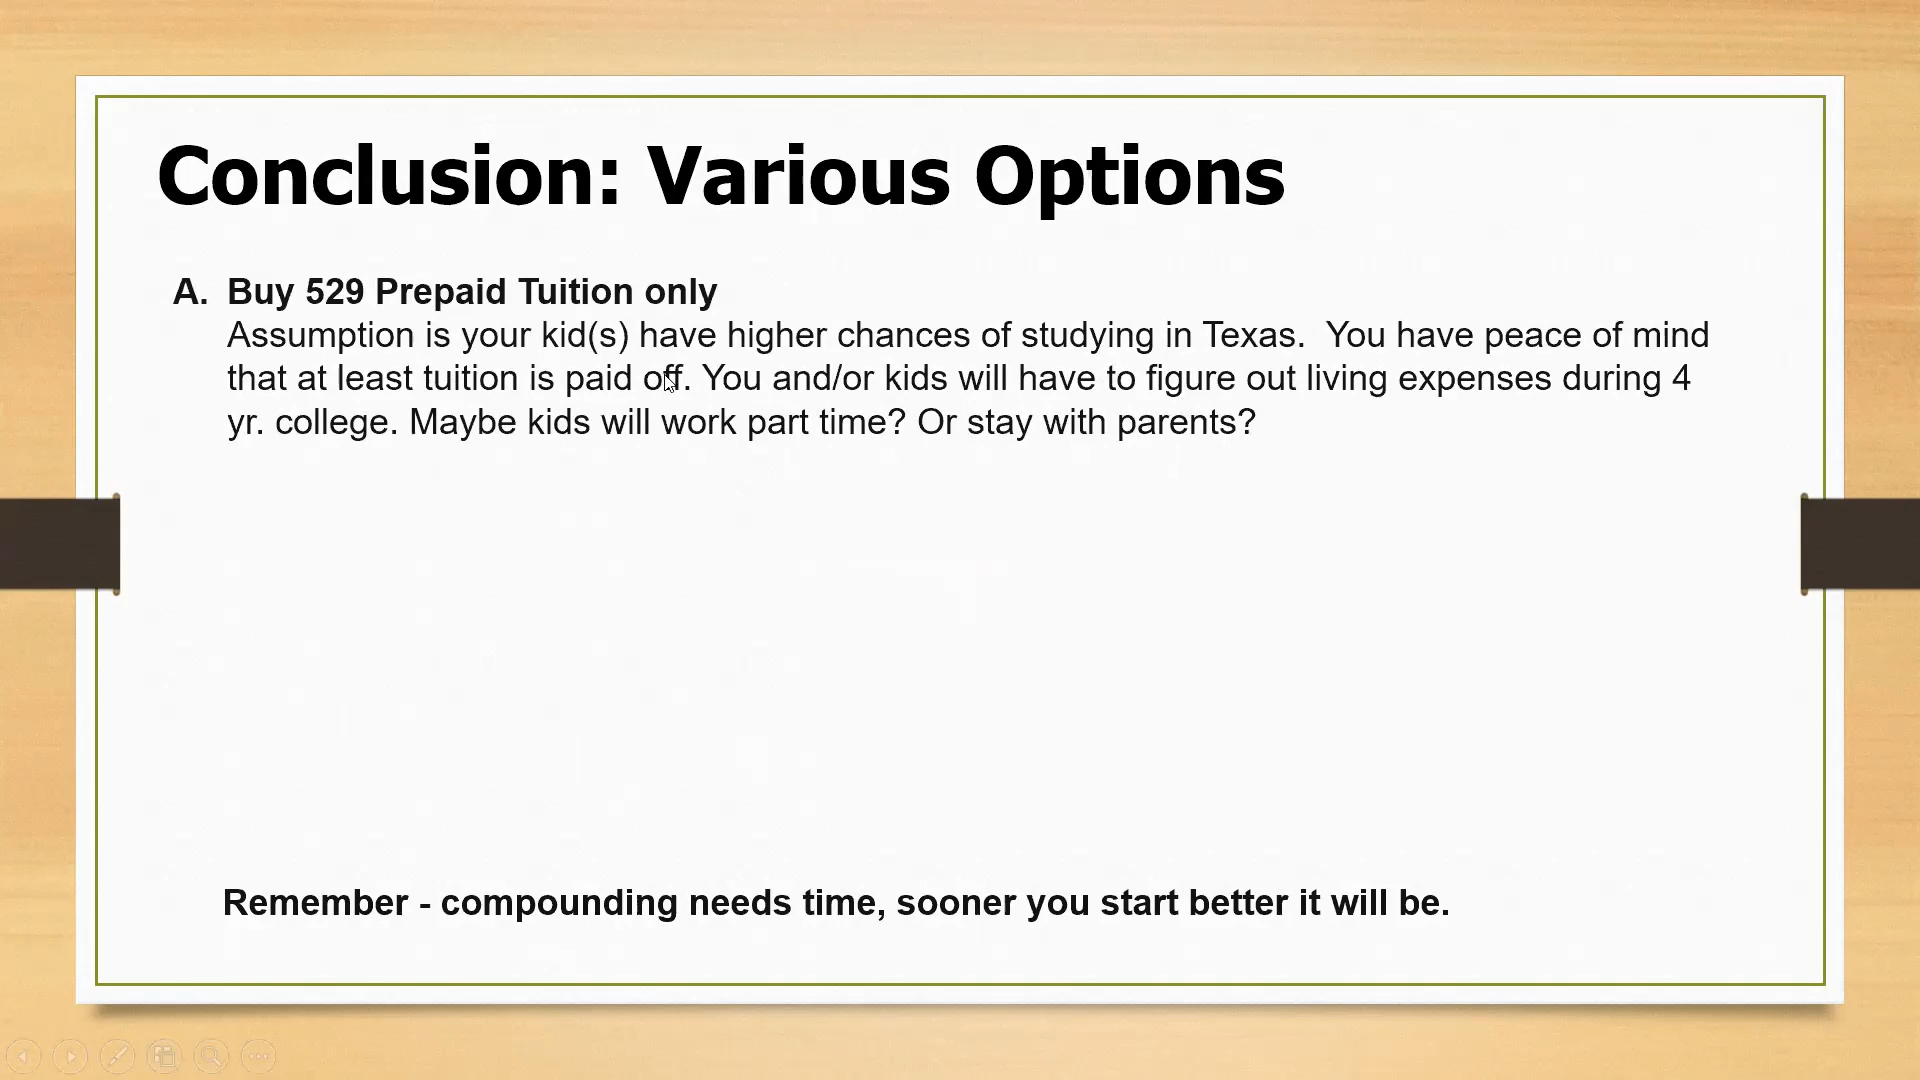 Conclusion: Various Options
A. Buy 529 Prepaid Tuition only
Assumption is your kid(s) have higher chances of studying in Texas.  You have peace of mind
that at least tuition is paid off. You and/or kids will have to figure out living expenses during 4
yr. college. Maybe kids will work part time? Or stay with parents?
Remember - compounding needs time, sooner you start better it will be.